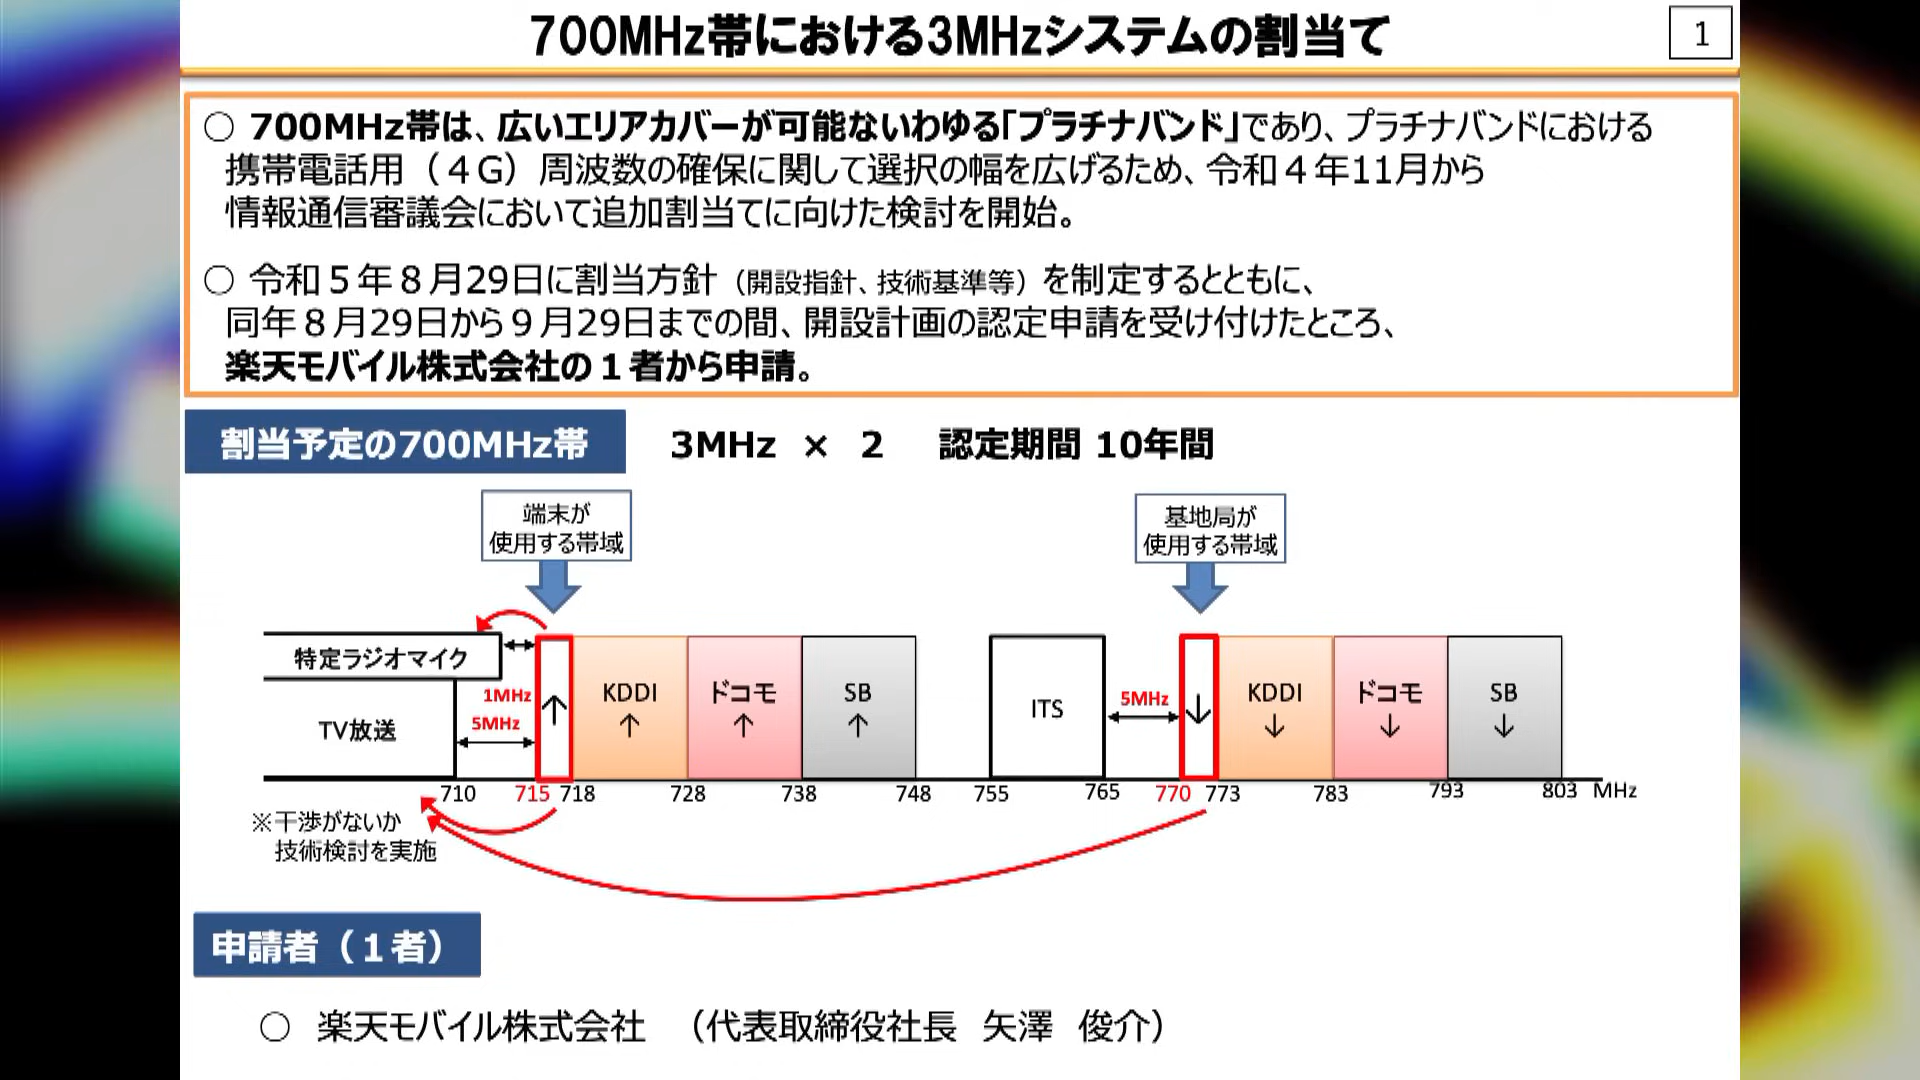 700MHz帯における3MHzシステムの割当て
1
○ 700MHz帯は、広いエリアカバーが可能ないわゆる「プラチナバンド」であり、プラチナバンドにおける
携帯電話用（４G）周波数の確保に関して選択の幅を広げるため、令和４年11月から
情報通信審議会において追加割当てに向けた検討を開始。
○ 令和５年８月29日に割当方針（開設指針、技術基準等）を制定するとともに、
同年８月29日から９月29日までの間、開設計画の認定申請を受け付けたところ、
楽天モバイル株式会社の１者から申請。
割当予定の700MHz帯
3MHz × 2 認定期間 10年間
端末が
使用する帯域
基地局が
使用する帯域
特定ラジオマイク
TV放送
1MHz
5MHz
↑
KDDI
↑
ドコモ
↑
SB
↑
ITS
5MHz
↓
KDDI
↓
ドコモ
↓
SB
↓
710 715 718 728 738 748 755 765 770 773 783 793 803 MHz
※干渉がないか
技術検討を実施
申請者（１者）
○ 楽天モバイル株式会社 （代表取締役社長 矢澤 俊介）